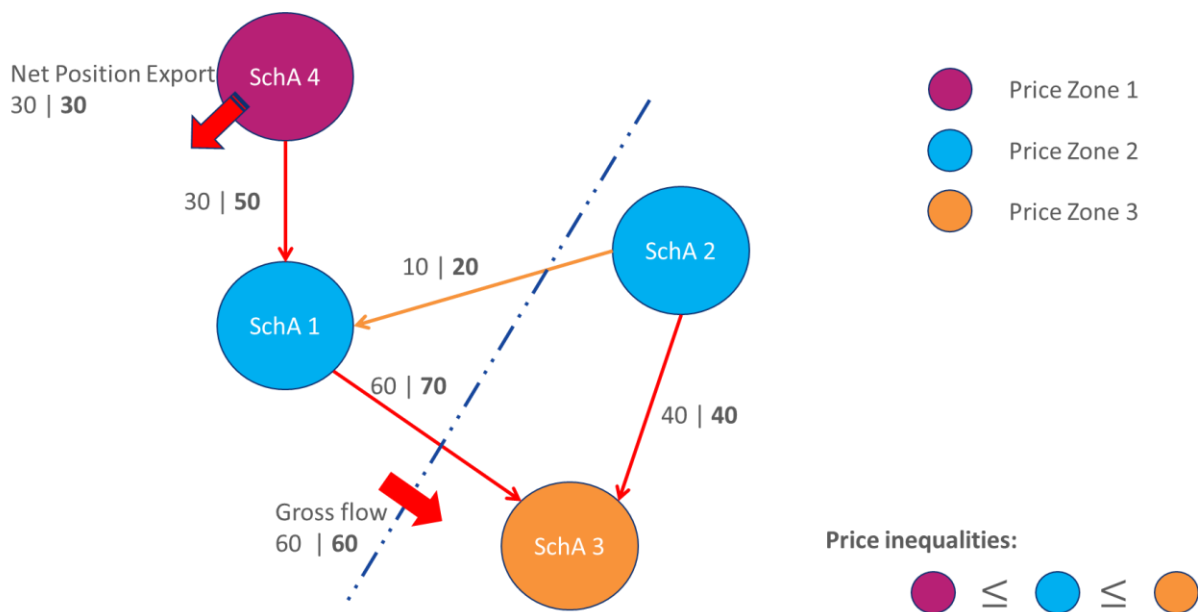 SchA 4
Net Position Export
30 | 30
Price Zone 1
Price Zone 2
Price Zone 3
30 | 50
SchA 2
10 | 20
SchA 1
60 | 70
40 | 40
Gross flow
60 | 60
SchA 3
Price inequalities:
≤ ≤